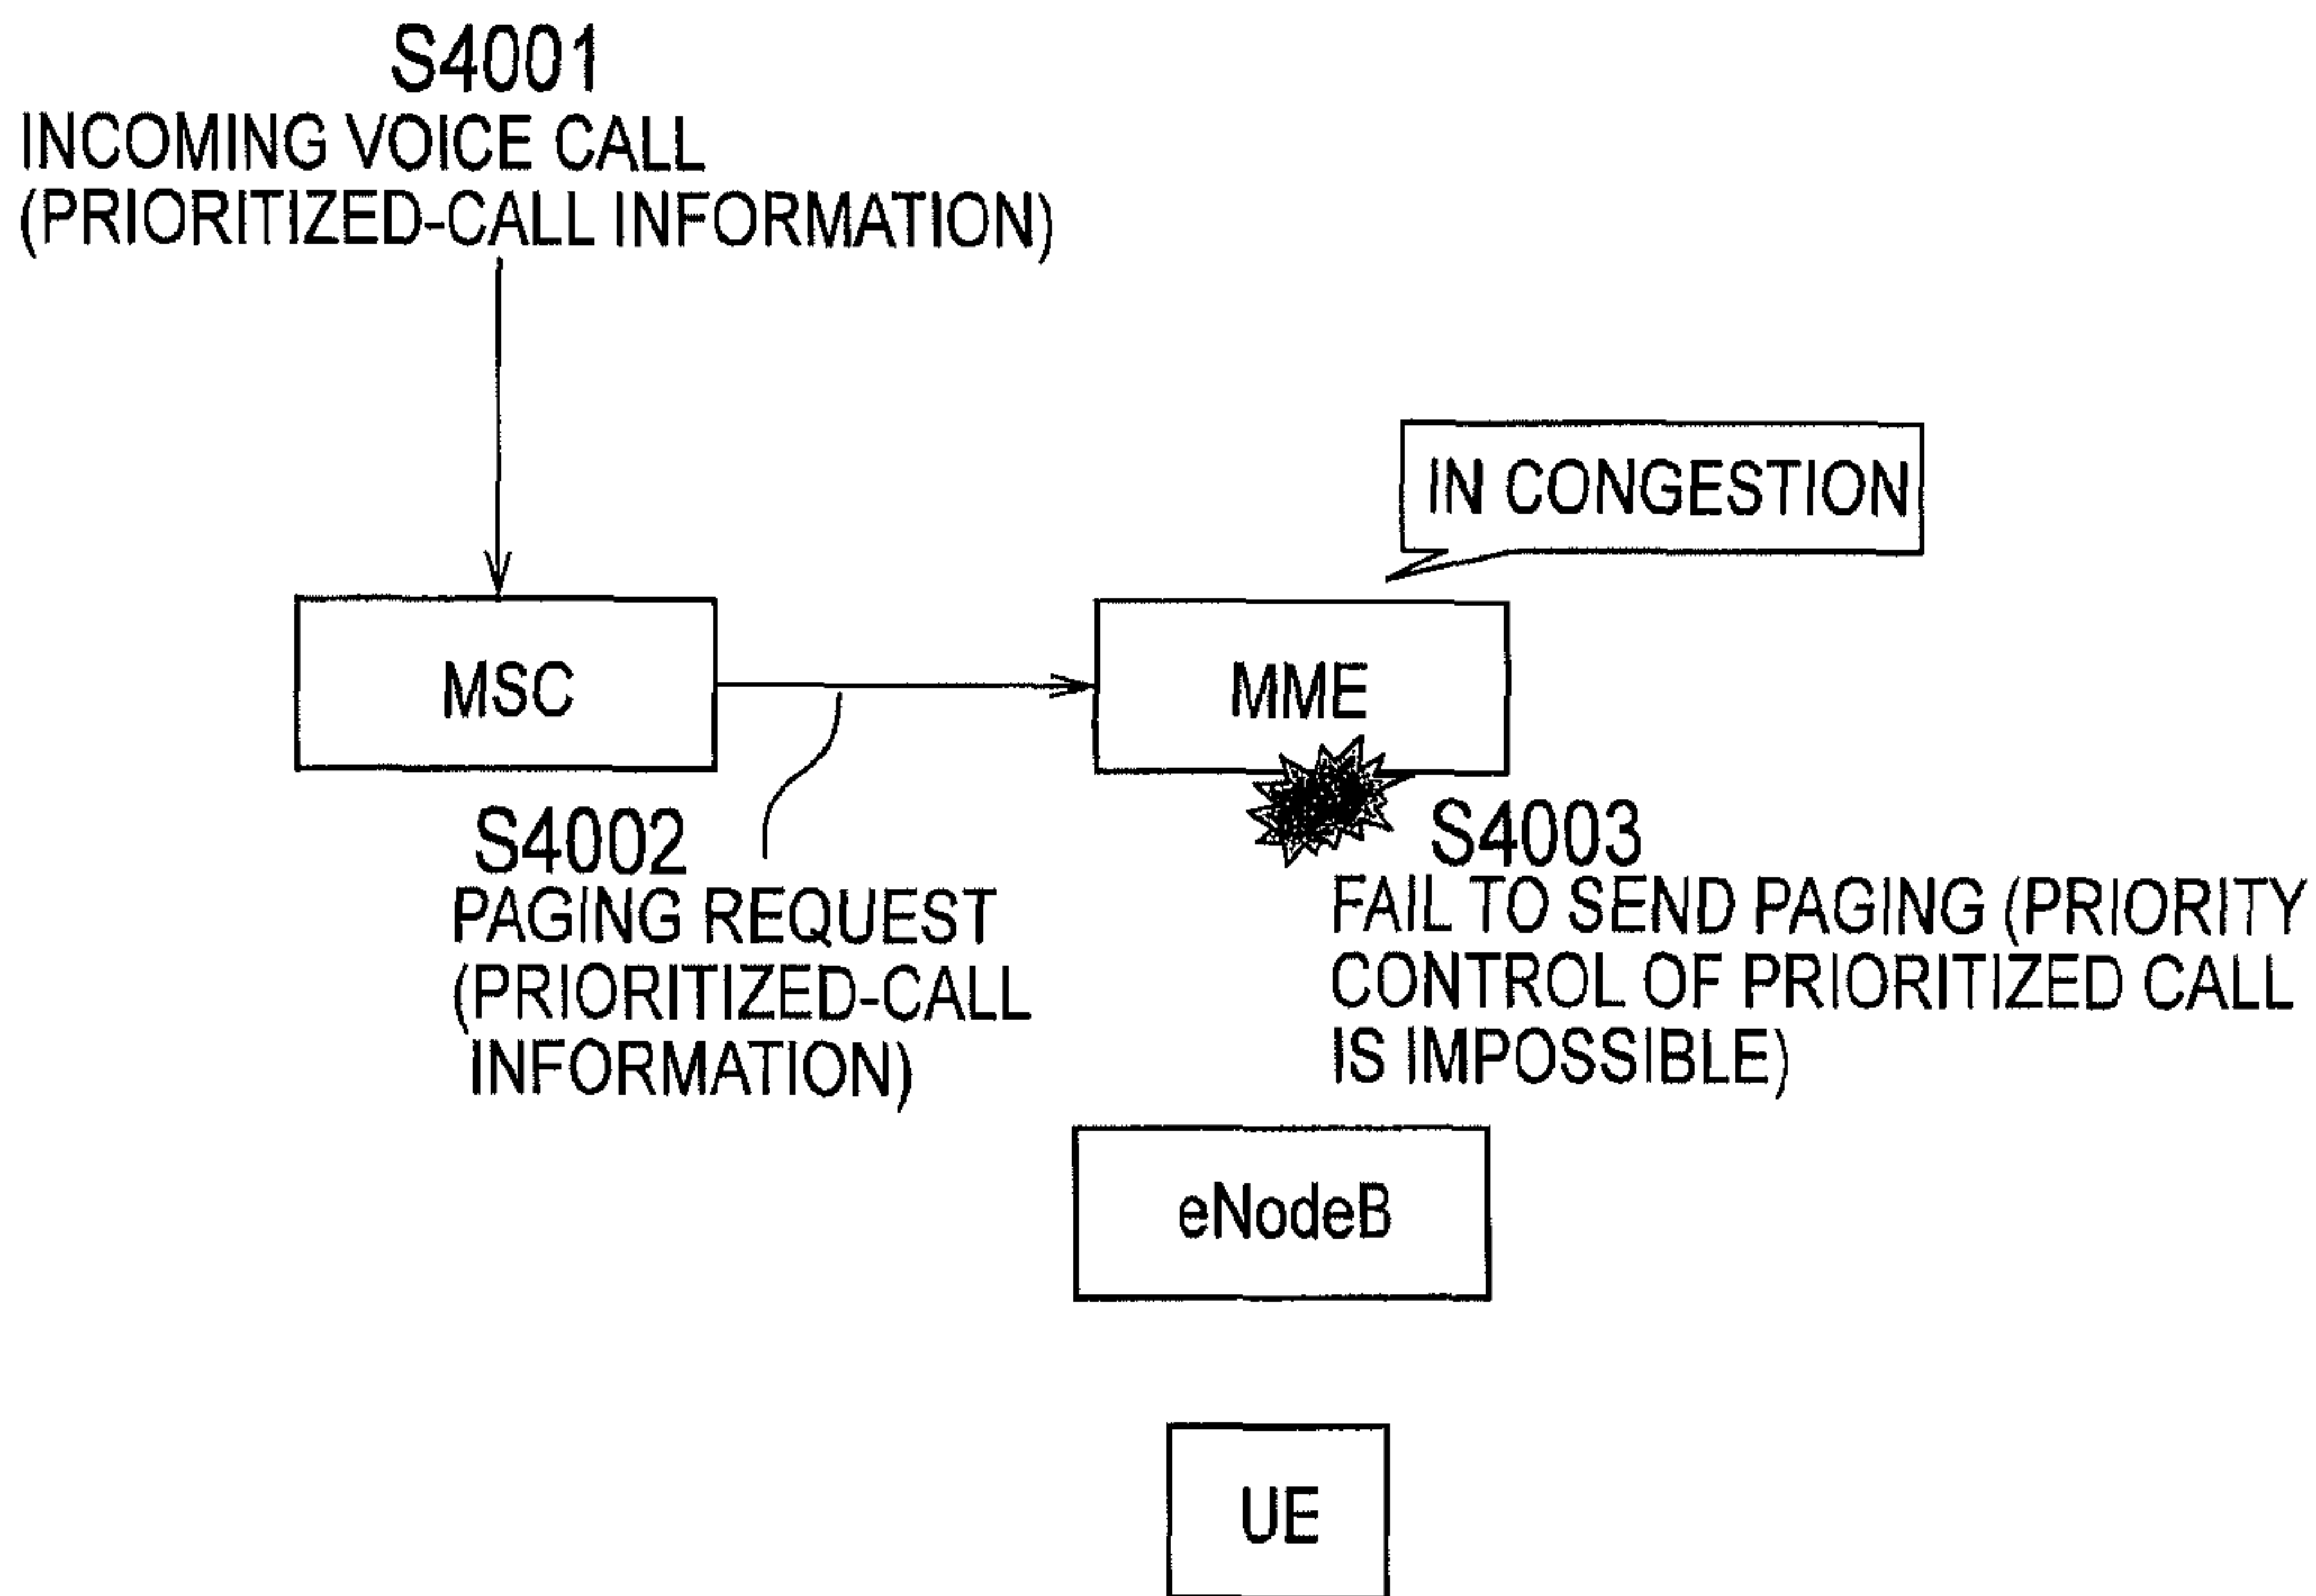 S4001
INCOMING VOICE CALL
(PRIORITIZED-CALL INFORMATION)
IN CONGESTION
MSC
MME
S4002
PAGING REQUEST
(PRIORITIZED-CALL
INFORMATION)
S4003
FAIL TO SEND PAGING (PRIORITY
CONTROL OF PRIORITIZED CALL
IS IMPOSSIBLE)
eNodeB
UE